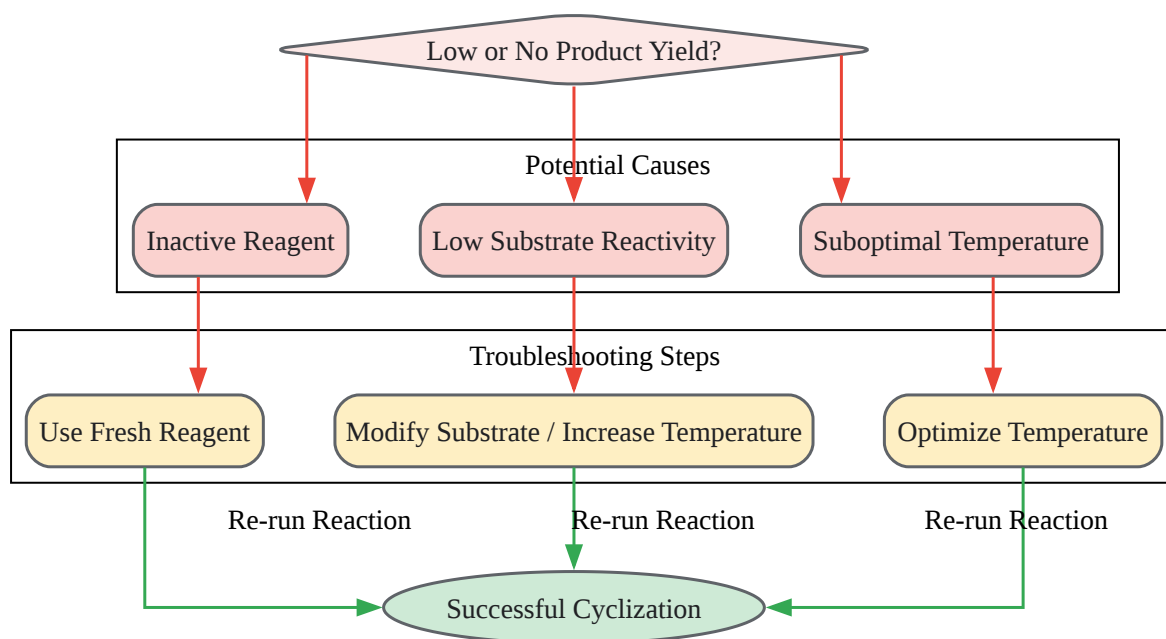 Low or No Product Yield?
Potential Causes
Inactive Reagent
Low Substrate Reactivity
Suboptimal Temperature
Troubleshooting Steps
Use Fresh Reagent
Modify Substrate / Increase Temperature
Optimize Temperature
Re-run Reaction
Re-run Reaction
Re-run Reaction
Successful Cyclization